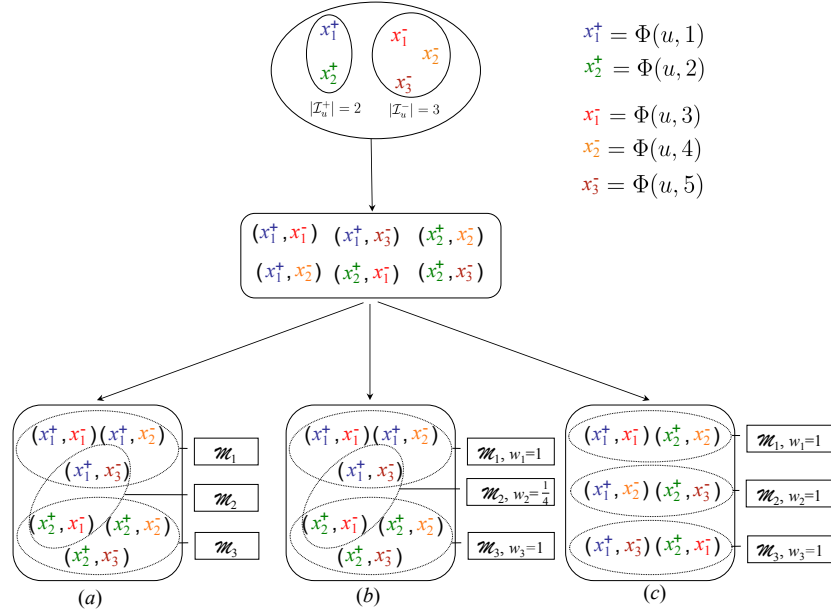 x₁⁺
x₂⁺
x₁⁻
x₂⁻
x₃⁻
|ℐᵤ⁺| = 2
|ℐᵤ⁻| = 3
x₁⁺ = Φ(u, 1)
x₂⁺ = Φ(u, 2)
x₁⁻ = Φ(u, 3)
x₂⁻ = Φ(u, 4)
x₃⁻ = Φ(u, 5)
(x₁⁺, x₁⁻) (x₁⁺, x₃⁻) (x₂⁺, x₂⁻)
(x₁⁺, x₂⁻) (x₂⁺, x₁⁻) (x₂⁺, x₃⁻)
(x₁⁺, x₁⁻)(x₁⁺, x₂⁻)
(x₁⁺, x₃⁻)
(x₂⁺, x₁⁻) (x₂⁺, x₂⁻)
(x₂⁺, x₃⁻)
ℳ₁
ℳ₂
ℳ₃
(a)
(x₁⁺, x₁⁻)(x₁⁺, x₂⁻)
(x₁⁺, x₃⁻)
(x₂⁺, x₁⁻) (x₂⁺, x₂⁻)
(x₂⁺, x₃⁻)
ℳ₁, w₁=1
ℳ₂, w₂=1/4
ℳ₃, w₃=1
(b)
(x₁⁺, x₁⁻) (x₂⁺, x₂⁻)
(x₁⁺, x₂⁻) (x₂⁺, x₃⁻)
(x₁⁺, x₃⁻) (x₂⁺, x₁⁻)
ℳ₁, w₁=1
ℳ₂, w₂=1
ℳ₃, w₃=1
(c)